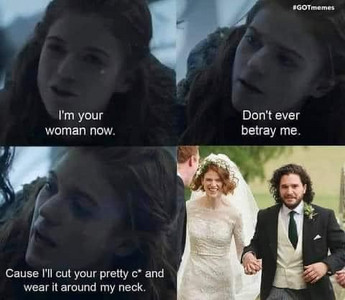 #GOTmemes
I'm your
woman now.
Don't ever
betray me.
Cause I'll cut your pretty c* and
wear it around my neck.